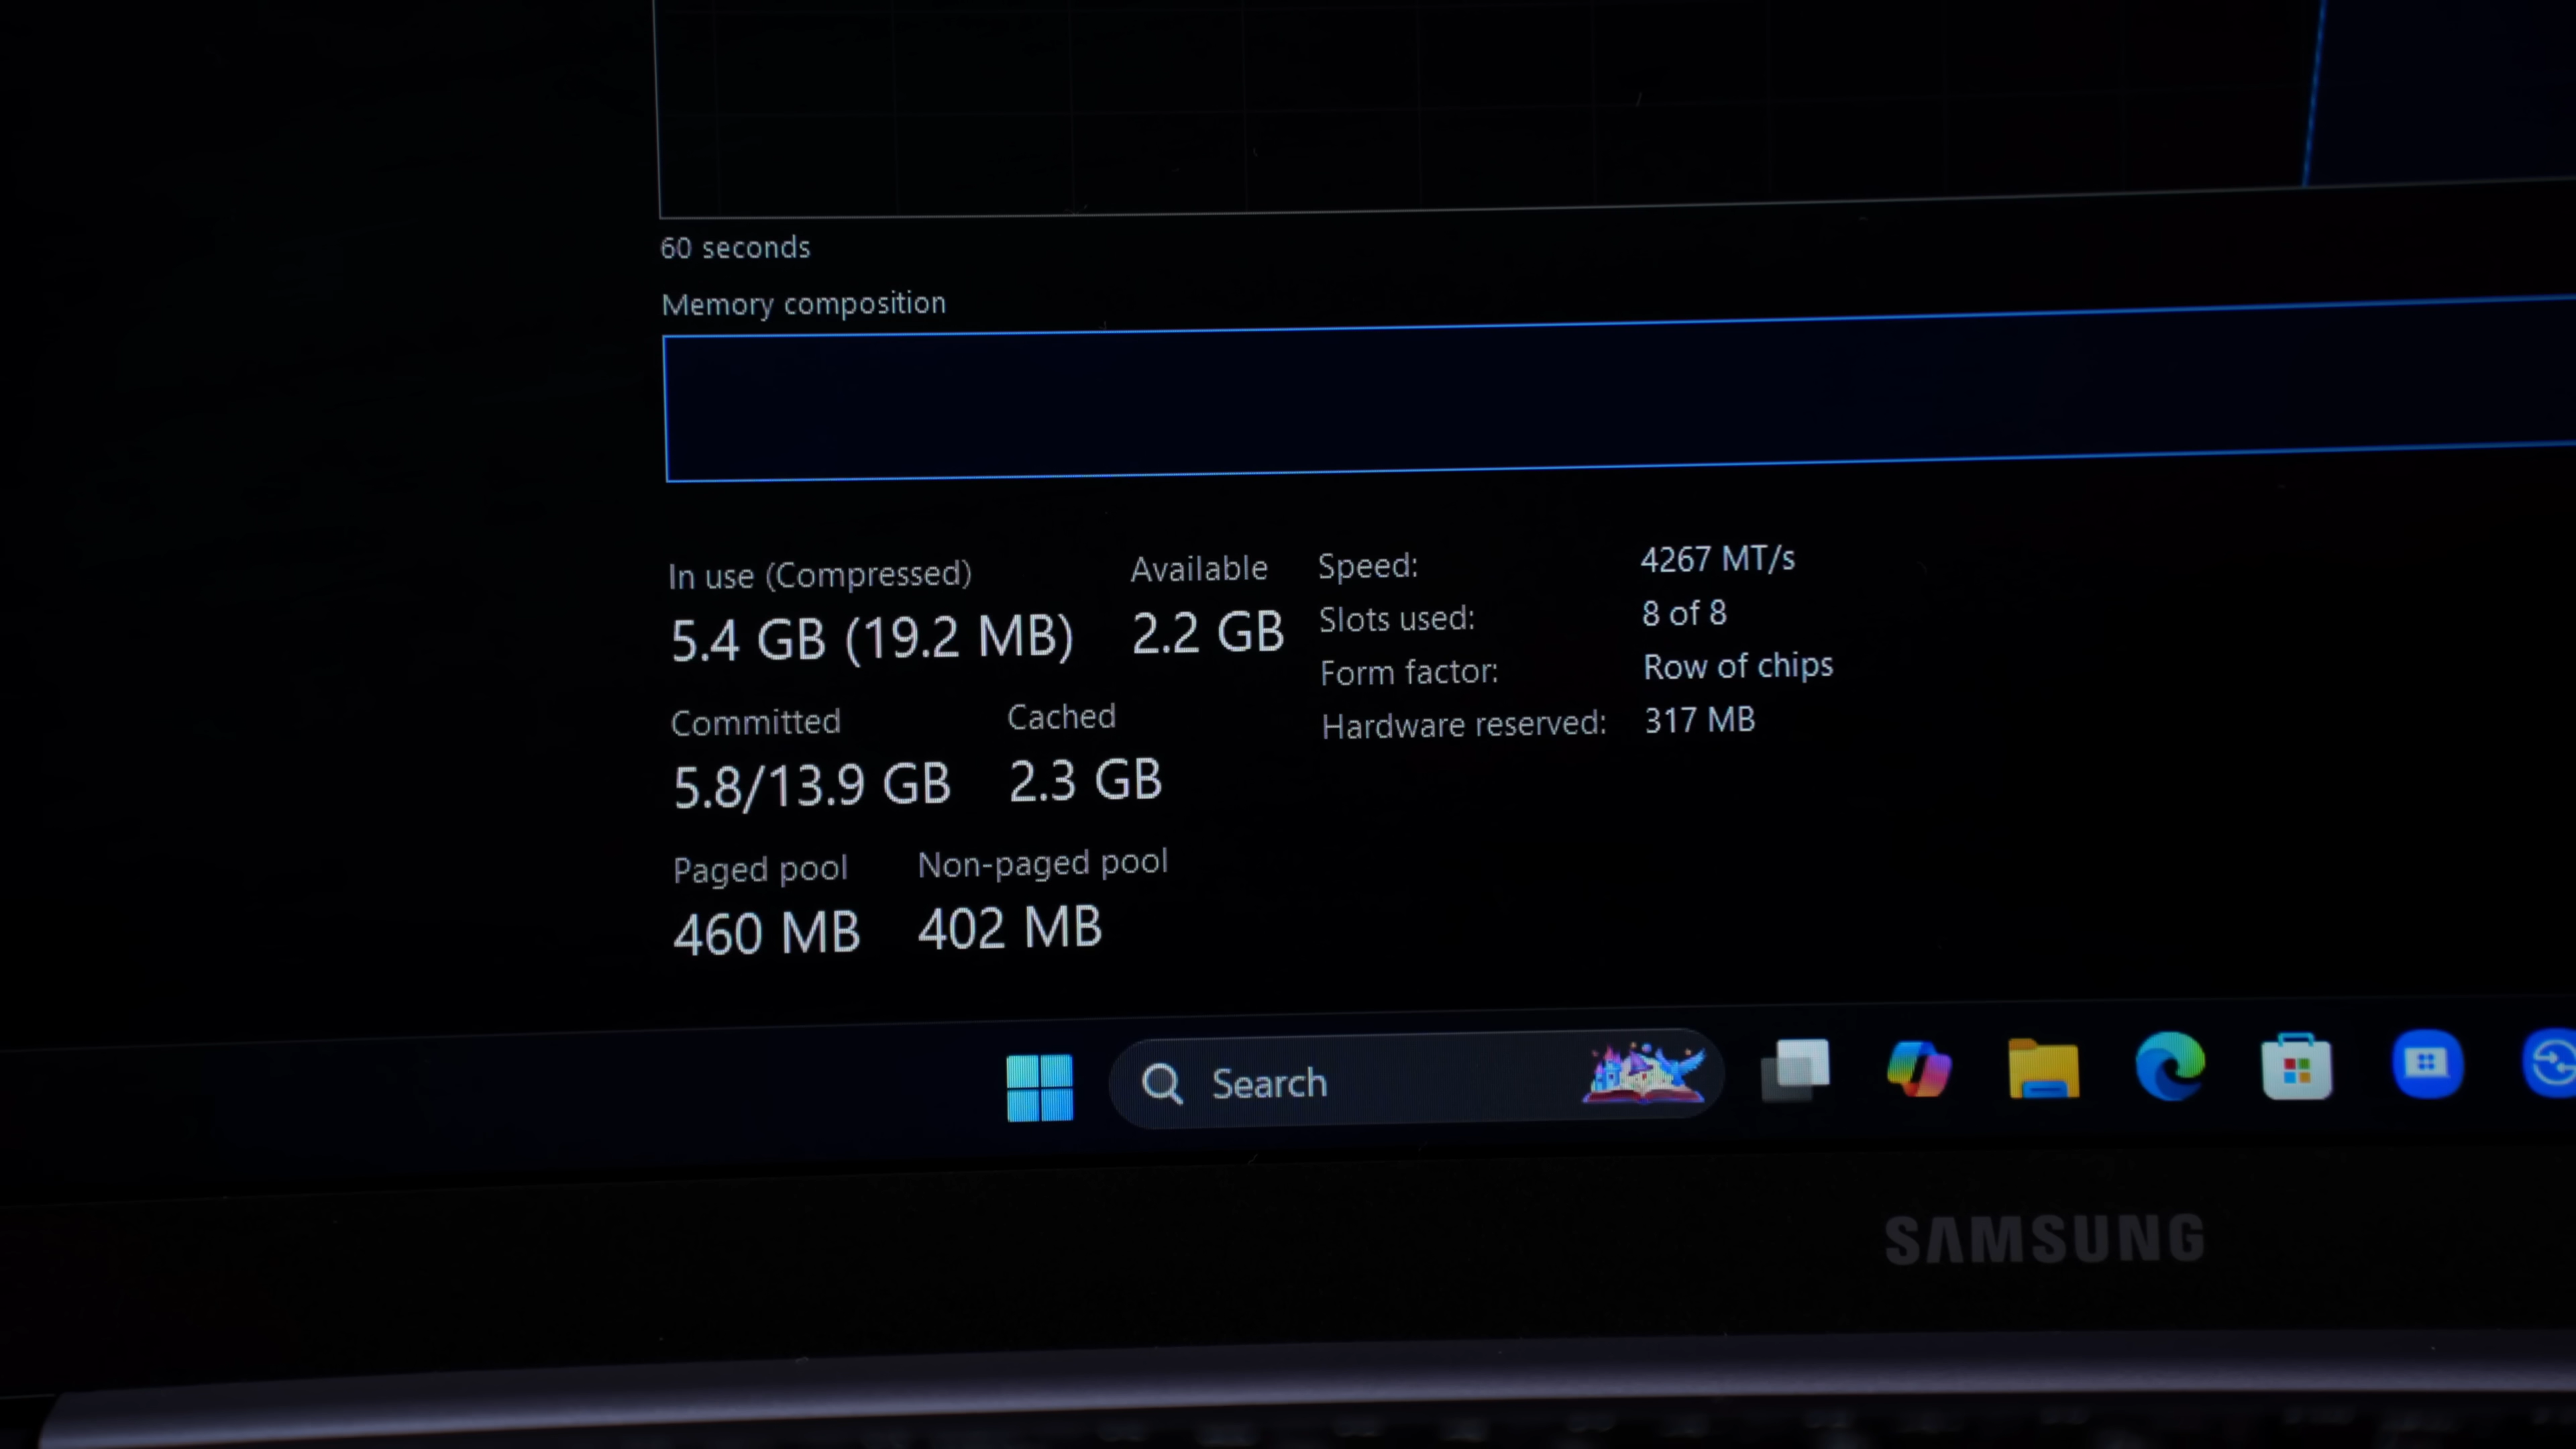 60 seconds
Memory composition
In use (Compressed) Available
5.4 GB (19.2 MB) 2.2 GB
Committed Cached
5.8/13.9 GB 2.3 GB
Paged pool Non-paged pool
460 MB 402 MB
Speed: 4267 MT/s
Slots used: 8 of 8
Form factor: Row of chips
Hardware reserved: 317 MB
Search
SAMSUNG